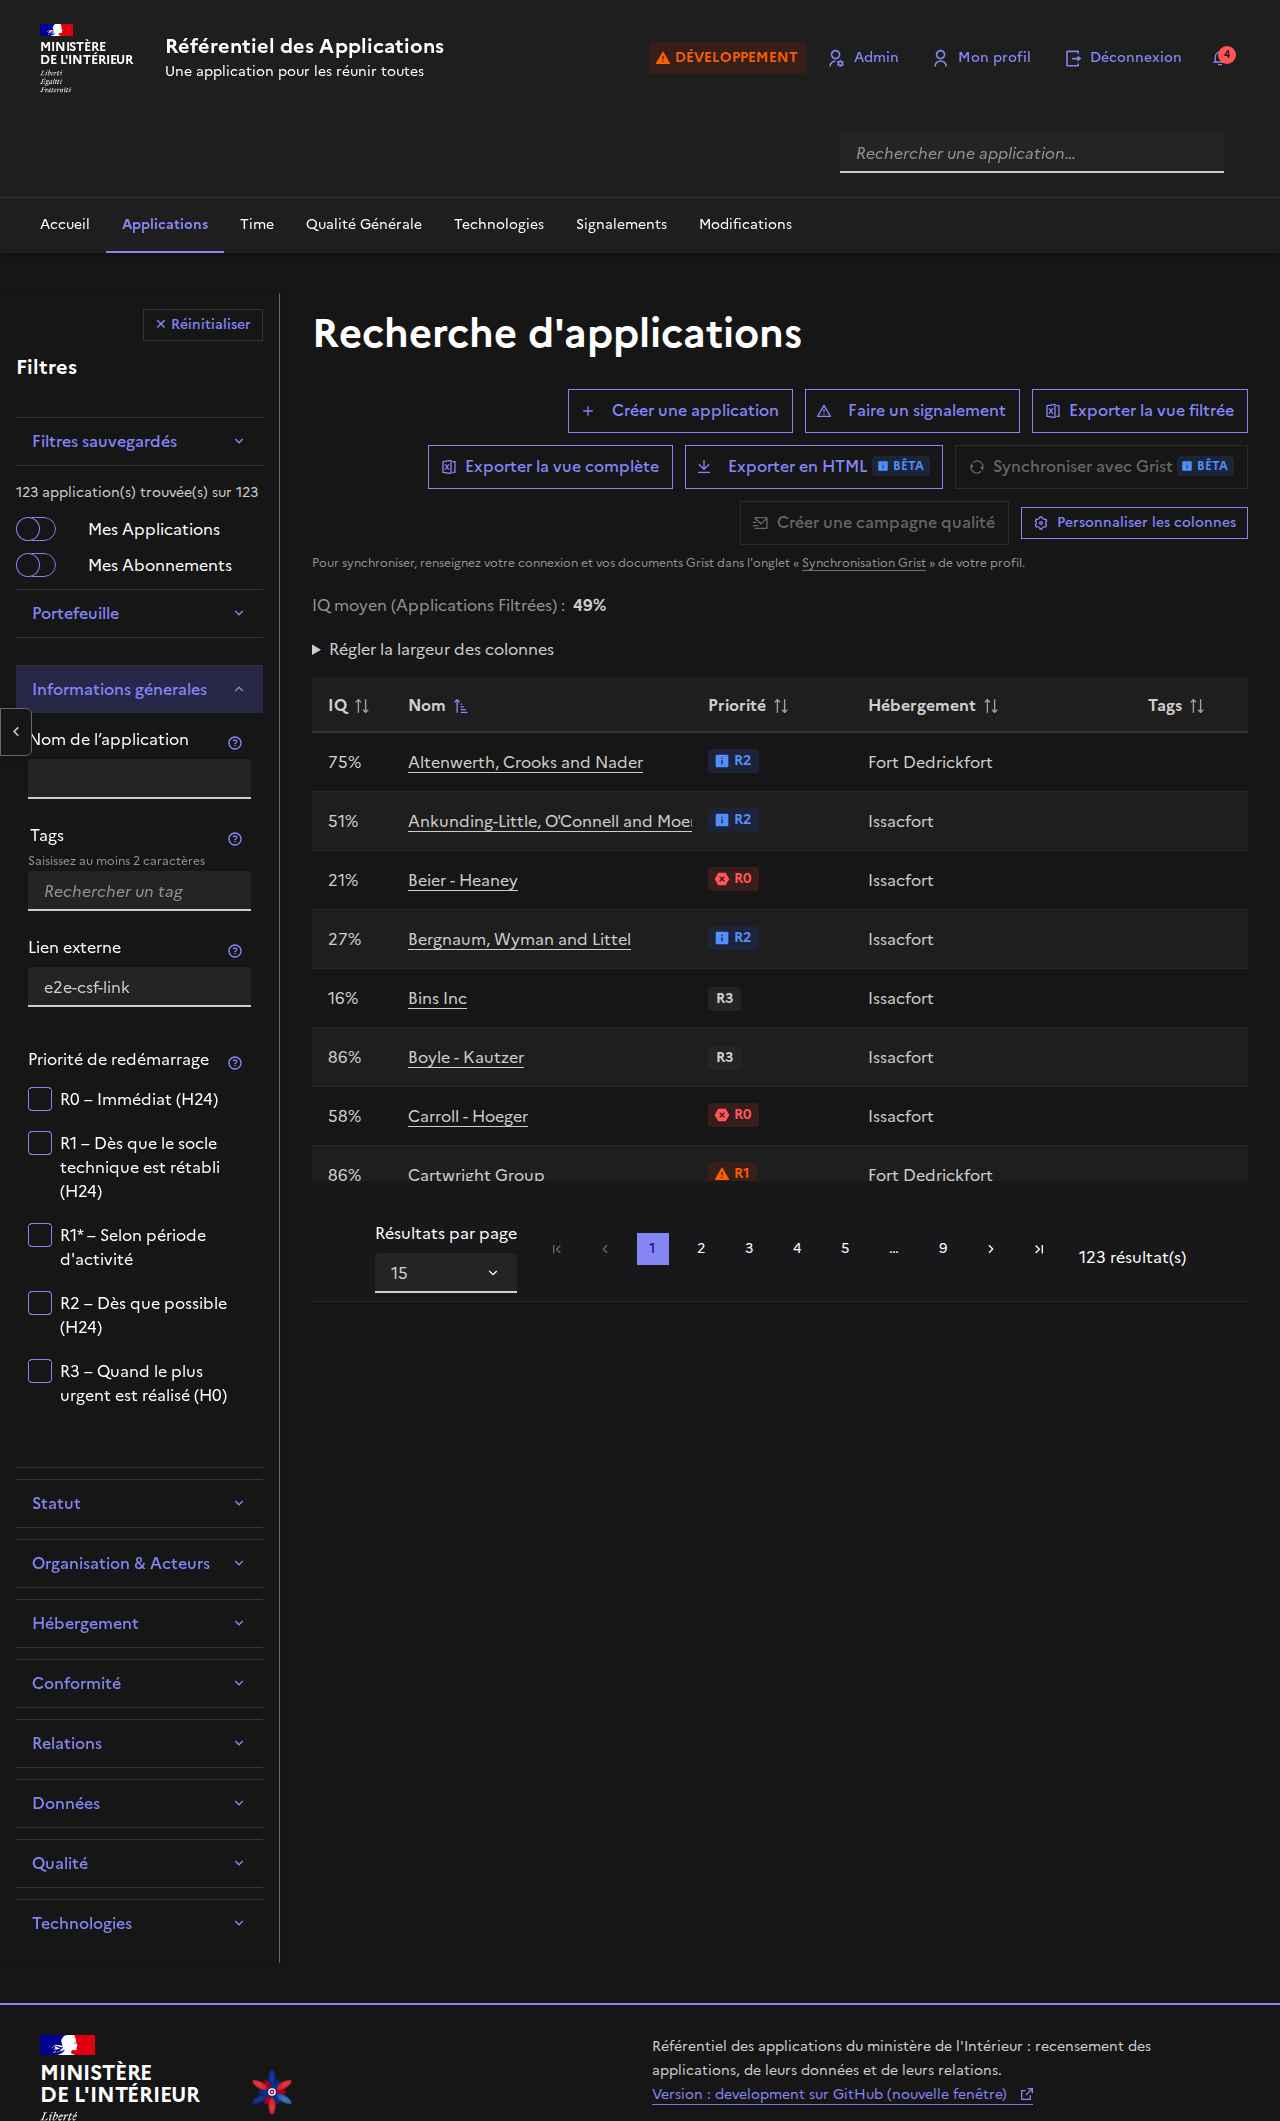 MINISTÈRE
DE L'INTÉRIEUR
Liberté
Égalité
Fraternité
Référentiel des Applications
Une application pour les réunir toutes
DÉVELOPPEMENT
Admin
Mon profil
Déconnexion
4
Rechercher une application…
Accueil
Applications
Time
Qualité Générale
Technologies
Signalements
Modifications
✕ Réinitialiser
Filtres
Filtres sauvegardés
123 application(s) trouvée(s) sur 123
Mes Applications
Mes Abonnements
Portefeuille
Informations génerales
Nom de l’application
Tags
Saisissez au moins 2 caractères
Rechercher un tag
Lien externe
e2e-csf-link
Priorité de redémarrage
R0 – Immédiat (H24)
R1 – Dès que le socle
technique est rétabli
(H24)
R1* – Selon période
d'activité
R2 – Dès que possible
(H24)
R3 – Quand le plus
urgent est réalisé (H0)
Statut
Organisation & Acteurs
Hébergement
Conformité
Relations
Données
Qualité
Technologies
Recherche d'applications
Créer une application
Faire un signalement
Exporter la vue filtrée
Exporter la vue complète
Exporter en HTML BÊTA
Synchroniser avec Grist BÊTA
Créer une campagne qualité
Personnaliser les colonnes
Pour synchroniser, renseignez votre connexion et vos documents Grist dans l'onglet « Synchronisation Grist » de votre profil.
IQ moyen (Applications Filtrées) : 49%
Régler la largeur des colonnes
IQ Nom Priorité Hébergement Tags
75% Altenwerth, Crooks and Nader R2 Fort Dedrickfort
51% Ankunding-Little, O'Connell and Moen R2 Issacfort
21% Beier - Heaney R0 Issacfort
27% Bergnaum, Wyman and Littel R2 Issacfort
16% Bins Inc R3 Issacfort
86% Boyle - Kautzer R3 Issacfort
58% Carroll - Hoeger R0 Issacfort
86% Cartwright Group R1 Fort Dedrickfort
Résultats par page
15
1 2 3 4 5 … 9
123 résultat(s)
MINISTÈRE
DE L'INTÉRIEUR
Liberté
Référentiel des applications du ministère de l'Intérieur : recensement des
applications, de leurs données et de leurs relations.
Version : development sur GitHub (nouvelle fenêtre)